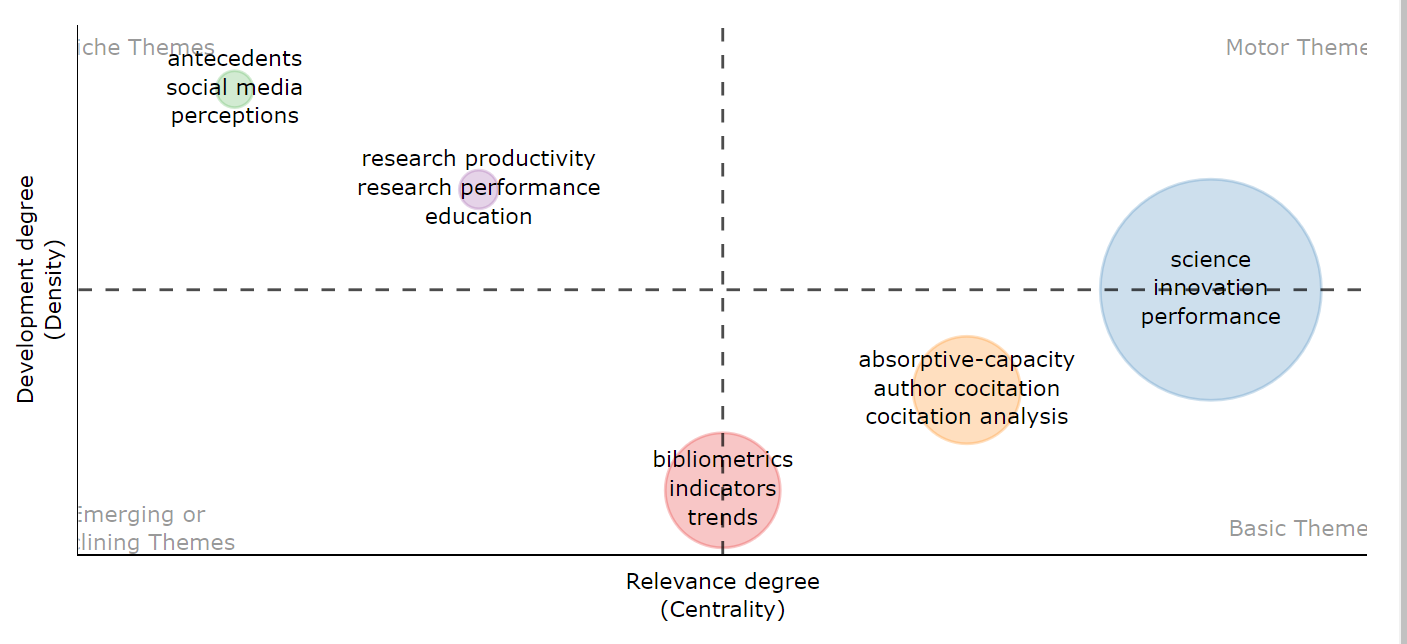 iche Themes
Motor Theme
antecedents
social media
perceptions
research productivity
research performance
education
science
innovation
performance
absorptive-capacity
author cocitation
cocitation analysis
bibliometrics
indicators
trends
Emerging or
lining Themes
Basic Theme
Development degree
(Density)
Relevance degree
(Centrality)